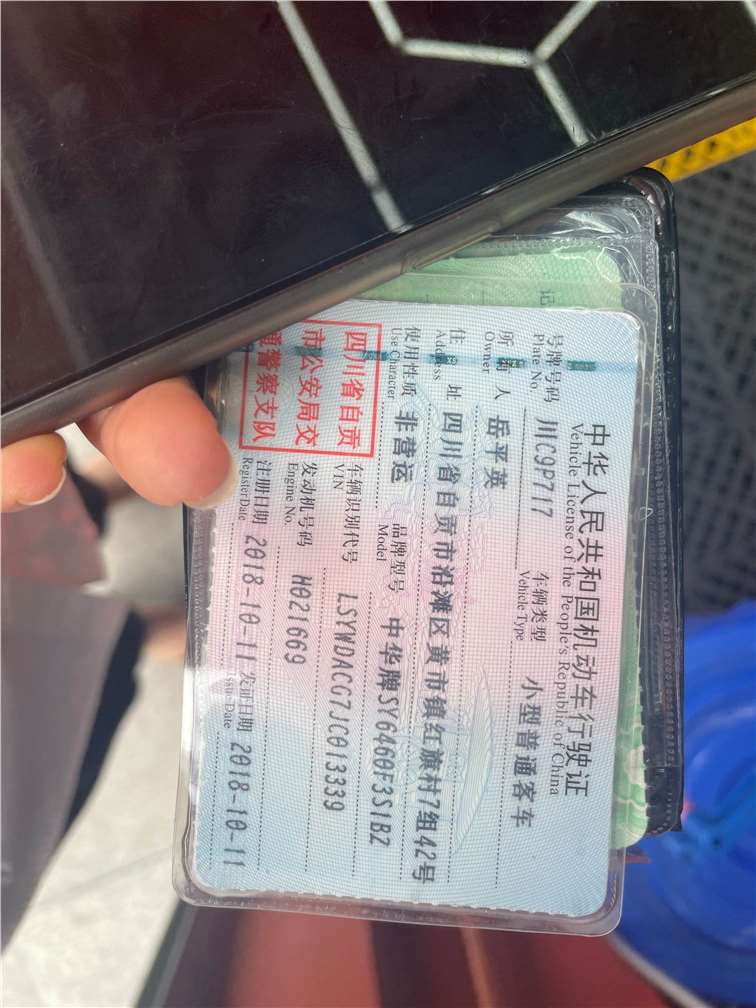 中华人民共和国机动车行驶证
Vehicle License of the People's Republic of China
号牌号码 川C9P717 车辆类型 小型普通客车
Plate No. Vehicle Type
所有人 岳平英
Owner
住址 四川省自贡市沿滩区黄市镇红旗村7组42号
Address
使用性质 非营运 品牌型号 中华牌SY6460F3S1BZ
Use Character Model
四川省自贡
市公安局交
警察支队
车辆识别代号 LSYWDACG7JC013339
VIN
发动机号码 H021669
Engine No.
注册日期 2018-10-11 发证日期 2018-10-11
Register Date Issue Date
记